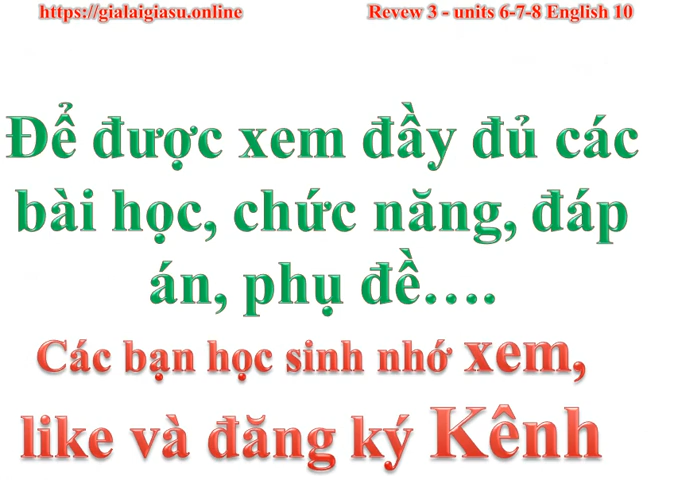 https://gialaigiasu.online
Revew 3 - units 6-7-8 English 10
Để được xem đầy đủ các
bài học, chức năng, đáp
án, phụ đề….
Các bạn học sinh nhớ xem,
like và đăng ký Kênh